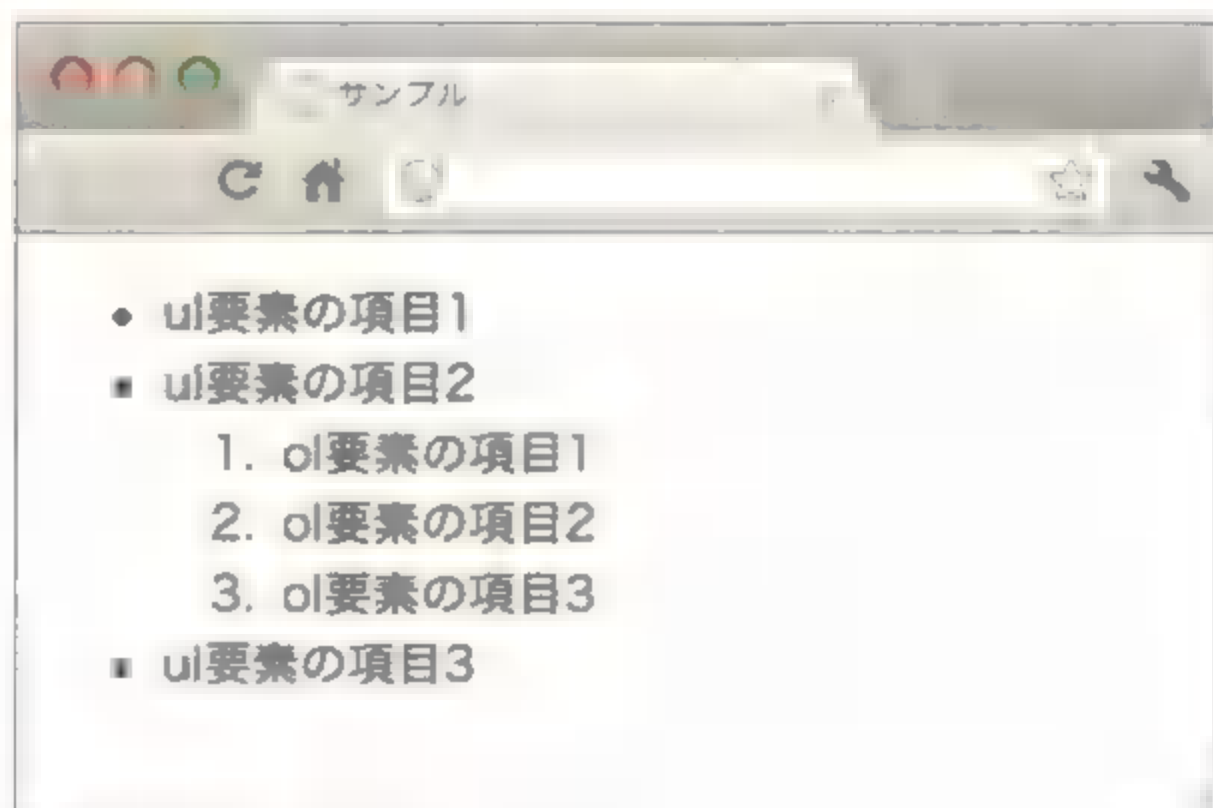 サンプル
• ul要素の項目1
• ul要素の項目2
1. ol要素の項目1
2. ol要素の項目2
3. ol要素の項目3
• ul要素の項目3